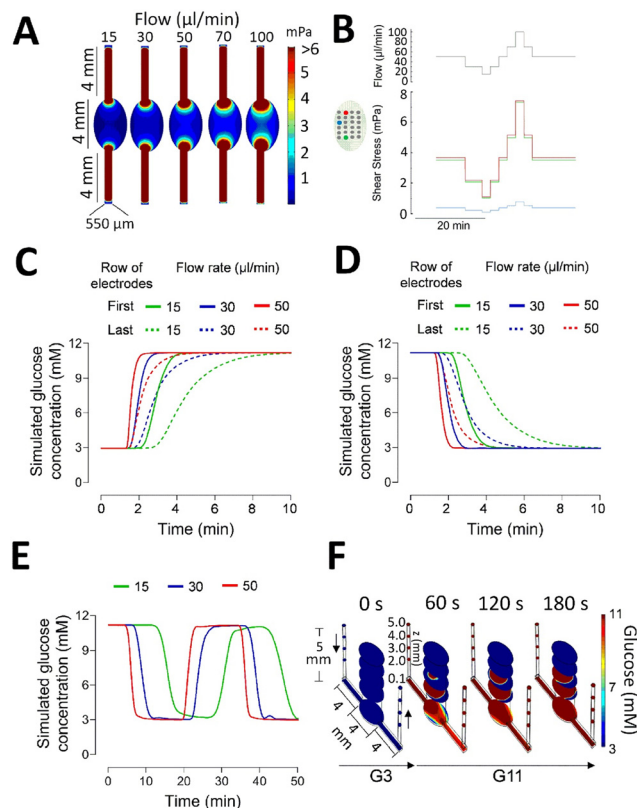 A
Flow (µl/min)
15 30 50 70 100
mPa
>6
5
4
3
2
1
4 mm
4 mm
4 mm
550 µm
B
Flow (µl/min)
100
80
60
40
20
0
Shear Stress (mPa)
8
6
4
2
0
20 min
C
Row of electrodes
Flow rate (µl/min)
First 15 30 50
Last 15 30 50
Simulated glucose concentration (mM)
12
9
6
3
0
0 2 4 6 8 10
Time (min)
D
Row of electrodes
Flow rate (µl/min)
First 15 30 50
Last 15 30 50
Simulated glucose concentration (mM)
12
9
6
3
0
0 2 4 6 8 10
Time (min)
E
15 30 50
Simulated glucose concentration (mM)
12
9
6
3
0
0 10 20 30 40 50
Time (min)
F
0 s 60 s 120 s 180 s
5 mm
5.0
4.0
3.0
2.0
1.0
0.1
z (mm)
4
4
4
mm
G3 G11
11
7
3
Glucose (mM)